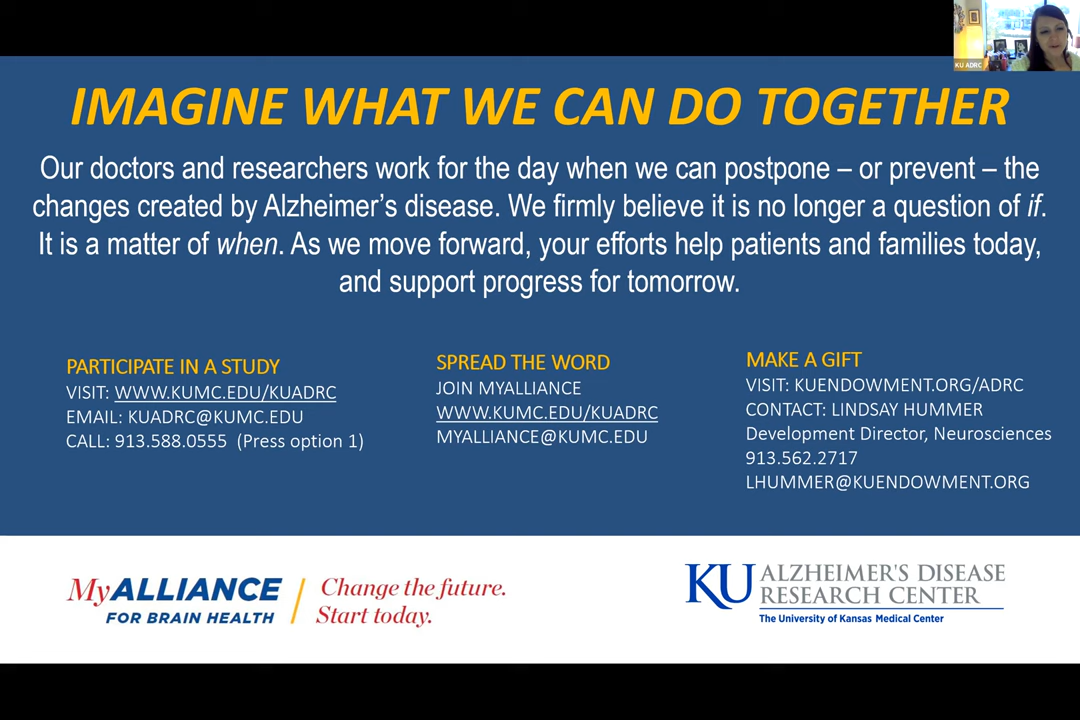 KU ADRC
IMAGINE WHAT WE CAN DO TOGETHER
Our doctors and researchers work for the day when we can postpone – or prevent – the
changes created by Alzheimer’s disease. We firmly believe it is no longer a question of if.
It is a matter of when. As we move forward, your efforts help patients and families today,
and support progress for tomorrow.
PARTICIPATE IN A STUDY
VISIT: WWW.KUMC.EDU/KUADRC
EMAIL: KUADRC@KUMC.EDU
CALL: 913.588.0555 (Press option 1)
SPREAD THE WORD
JOIN MYALLIANCE
WWW.KUMC.EDU/KUADRC
MYALLIANCE@KUMC.EDU
MAKE A GIFT
VISIT: KUENDOWMENT.ORG/ADRC
CONTACT: LINDSAY HUMMER
Development Director, Neurosciences
913.562.2717
LHUMMER@KUENDOWMENT.ORG
MyALLIANCE
FOR BRAIN HEALTH
Change the future.
Start today.
KU ALZHEIMER'S DISEASE
RESEARCH CENTER
The University of Kansas Medical Center